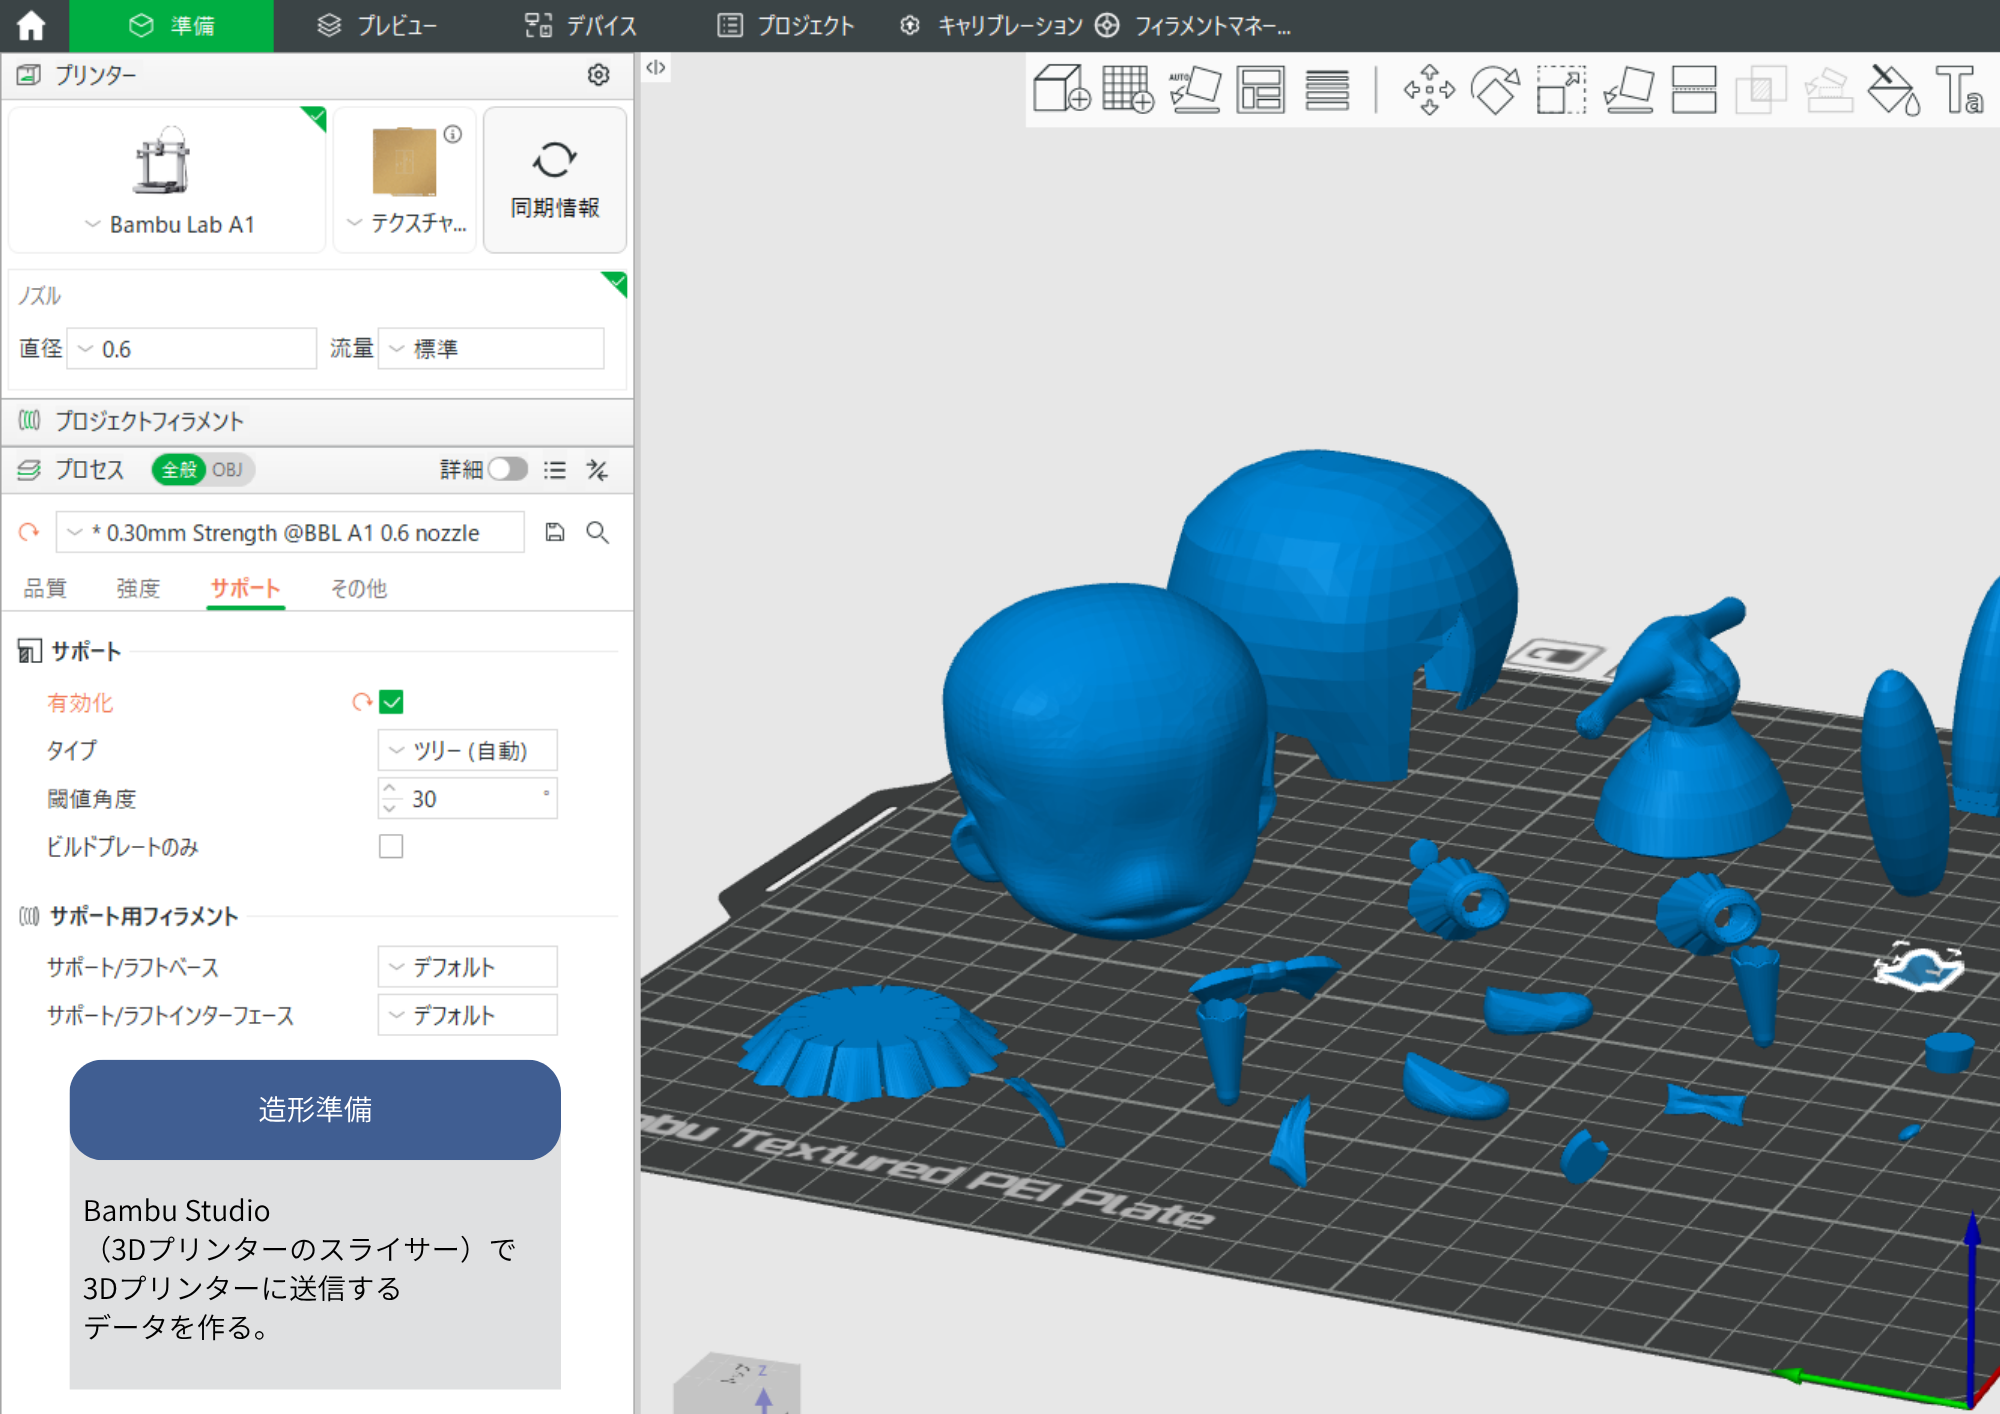 準備
プレビュー
デバイス
プロジェクト
キャリブレーション
フィラメントマネー...
プリンター
Bambu Lab A1
テクスチャ...
同期情報
ノズル
直径
0.6
流量
標準
プロジェクトフィラメント
プロセス
全般
OBJ
詳細
* 0.30mm Strength @BBL A1 0.6 nozzle
品質
強度
サポート
その他
サポート
有効化
タイプ
ツリー (自動)
閾値角度
30
°
ビルドプレートのみ
サポート用フィラメント
サポート/ラフトベース
デフォルト
サポート/ラフトインターフェース
デフォルト
造形準備
Bambu Studio
（3Dプリンターのスライサー）で
3Dプリンターに送信する
データを作る。
AUTO
Ta
mbu Textured PEI Plate
Z